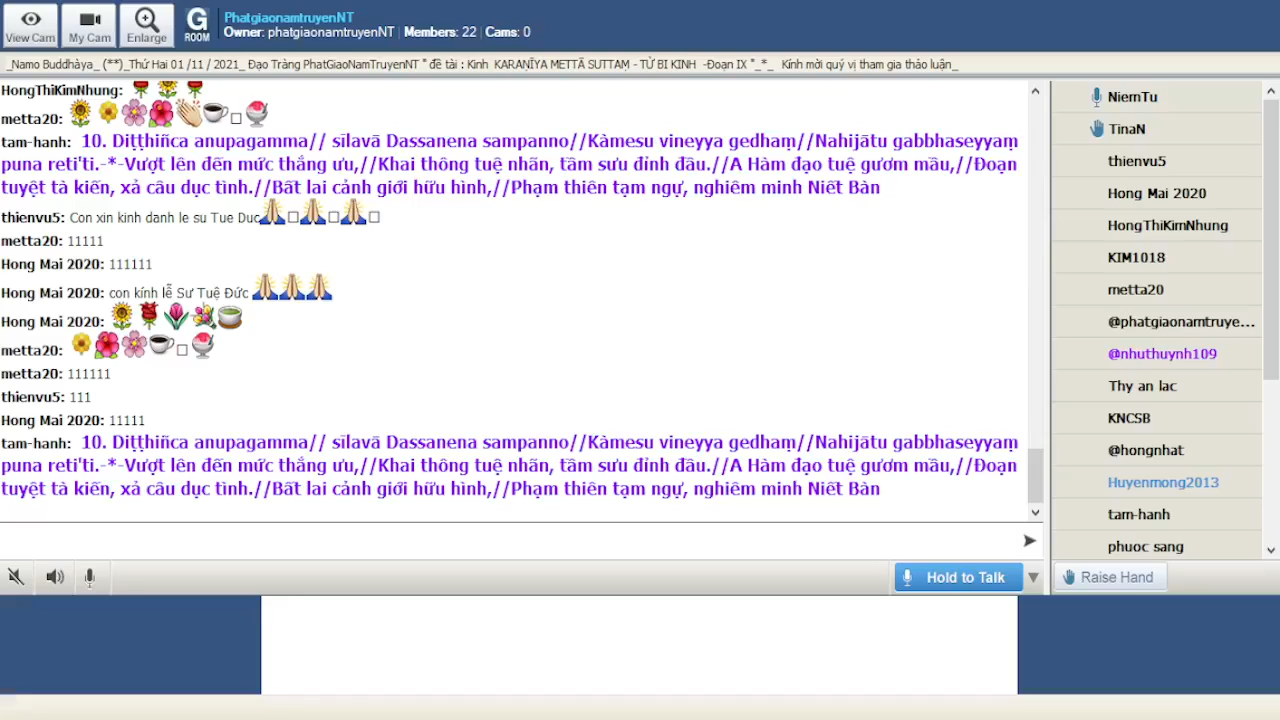 View Cam
My Cam
Enlarge
G
ROOM
PhatgiaonamtruyenNT
Owner: phatgiaonamtruyenNT | Members: 22 | Cams: 0
_Namo Buddhàya_ (**)_Thứ Hai 01 /11 / 2021_ Đạo Tràng PhatGiaoNamTruyenNT " đề tài : Kinh KARAṆĪYA METTĀ SUTTAṂ - TỪ BI KINH -Đoạn IX "_*_ Kính mời quý vị tham gia thảo luận_
HongThiKimNhung:
metta20:
tam-hanh: 10. Diṭṭhiñca anupagamma// sīlavā Dassanena sampanno//Kàmesu vineyya gedhaṃ//Nahijātu gabbhaseyyaṃ
puna reti'ti.-*-Vượt lên đến mức thắng ưu,//Khai thông tuệ nhãn, tầm sưu đỉnh đầu.//A Hàm đạo tuệ gươm mầu,//Đoạn
tuyệt tà kiến, xả câu dục tình.//Bất lai cảnh giới hữu hình,//Phạm thiên tạm ngự, nghiêm minh Niết Bàn
thienvu5: Con xin kinh danh le su Tue Duc
metta20: 11111
Hong Mai 2020: 111111
Hong Mai 2020: con kính lễ Sư Tuệ Đức
Hong Mai 2020:
metta20:
metta20: 111111
thienvu5: 111
Hong Mai 2020: 11111
tam-hanh: 10. Diṭṭhiñca anupagamma// sīlavā Dassanena sampanno//Kàmesu vineyya gedhaṃ//Nahijātu gabbhaseyyaṃ
puna reti'ti.-*-Vượt lên đến mức thắng ưu,//Khai thông tuệ nhãn, tầm sưu đỉnh đầu.//A Hàm đạo tuệ gươm mầu,//Đoạn
tuyệt tà kiến, xả câu dục tình.//Bất lai cảnh giới hữu hình,//Phạm thiên tạm ngự, nghiêm minh Niết Bàn
Hold to Talk
NiemTu
TinaN
thienvu5
Hong Mai 2020
HongThiKimNhung
KIM1018
metta20
@phatgiaonamtruye...
@nhuthuynh109
Thy an lac
KNCSB
@hongnhat
Huyenmong2013
tam-hanh
phuoc sang
Raise Hand